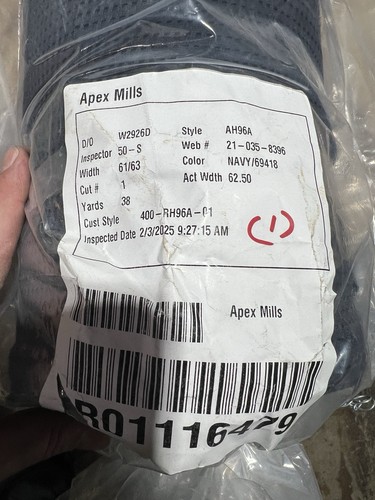 Apex Mills
D/O W2926D Style AH96A
Inspector 50-S Web # 21-035-8396
Width 61/63 Color NAVY/69418
Cut # 1 Act Wdth 62.50
Yards 38
Cust Style 400-RH96A-01
Inspected Date 2/3/2025 9:27:15 AM
(1)
Apex Mills